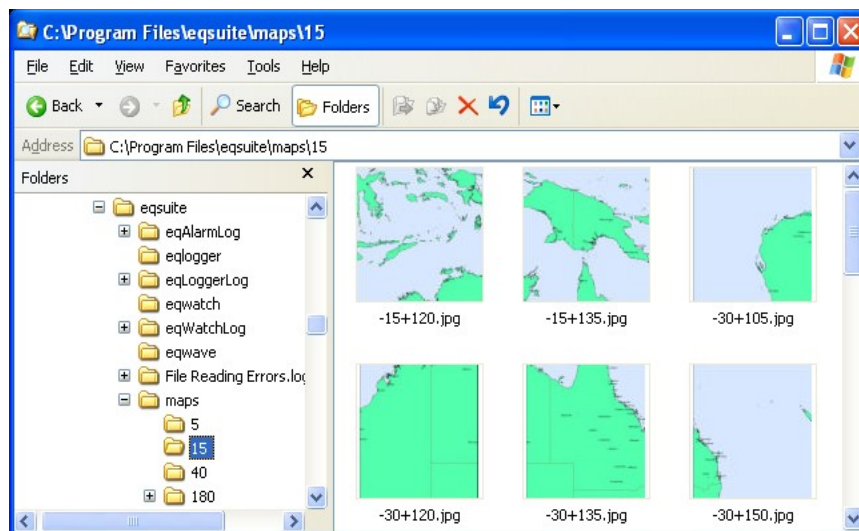 C:\Program Files\eqsuite\maps\15
File Edit View Favorites Tools Help
Back Search Folders
Address C:\Program Files\eqsuite\maps\15
Folders
eqsuite
eqAlarmLog
eqlogger
eqLoggerLog
eqwatch
eqWatchLog
eqwave
File Reading Errors.log
maps
5
15
40
180
-15+120.jpg -15+135.jpg -30+105.jpg
-30+120.jpg -30+135.jpg -30+150.jpg